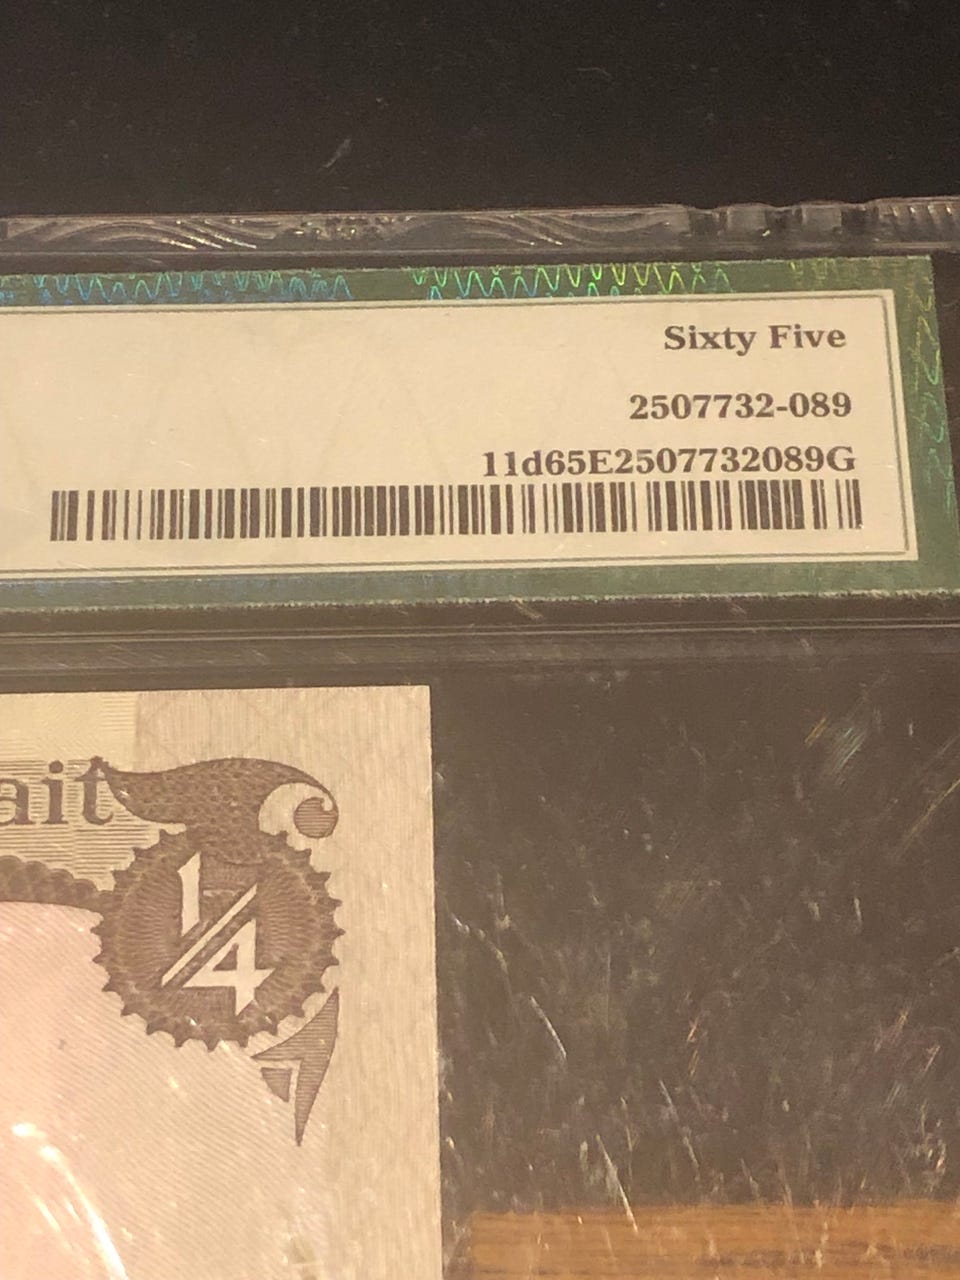 Sixty Five
2507732-089
11d65E2507732089G
ait
1/4